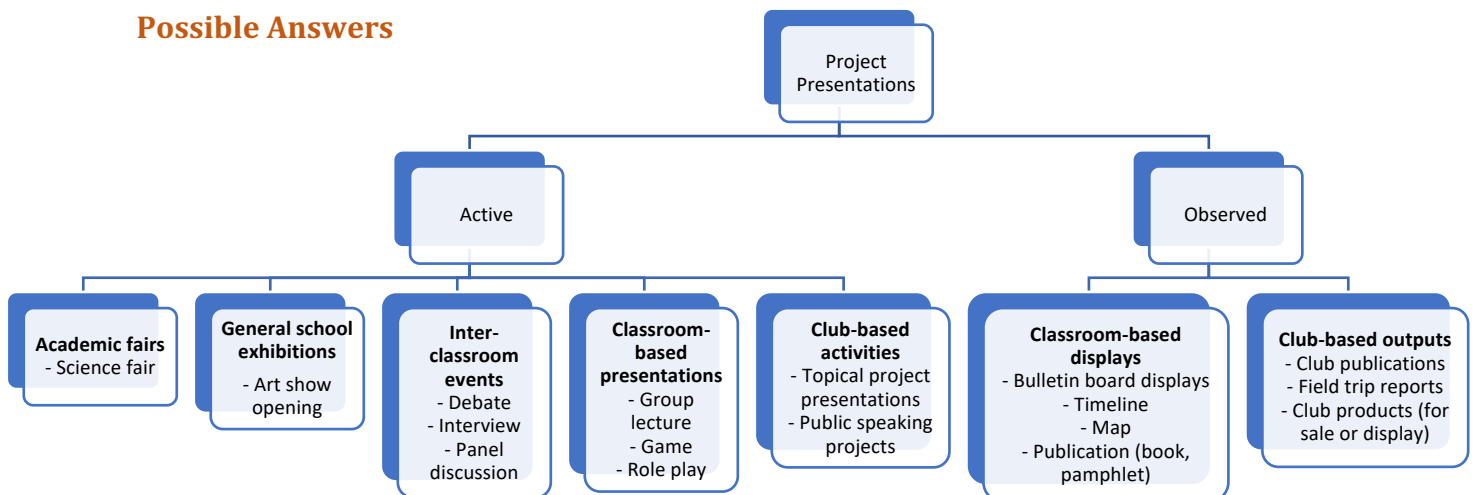 Possible Answers
Project
Presentations
Active
Observed
Academic fairs
- Science fair
General school
exhibitions
- Art show
opening
Inter-
classroom
events
- Debate
- Interview
- Panel
discussion
Classroom-
based
presentations
- Group
lecture
- Game
- Role play
Club-based
activities
- Topical project
presentations
- Public speaking
projects
Classroom-based
displays
- Bulletin board displays
- Timeline
- Map
- Publication (book,
pamphlet)
Club-based outputs
- Club publications
- Field trip reports
- Club products (for
sale or display)